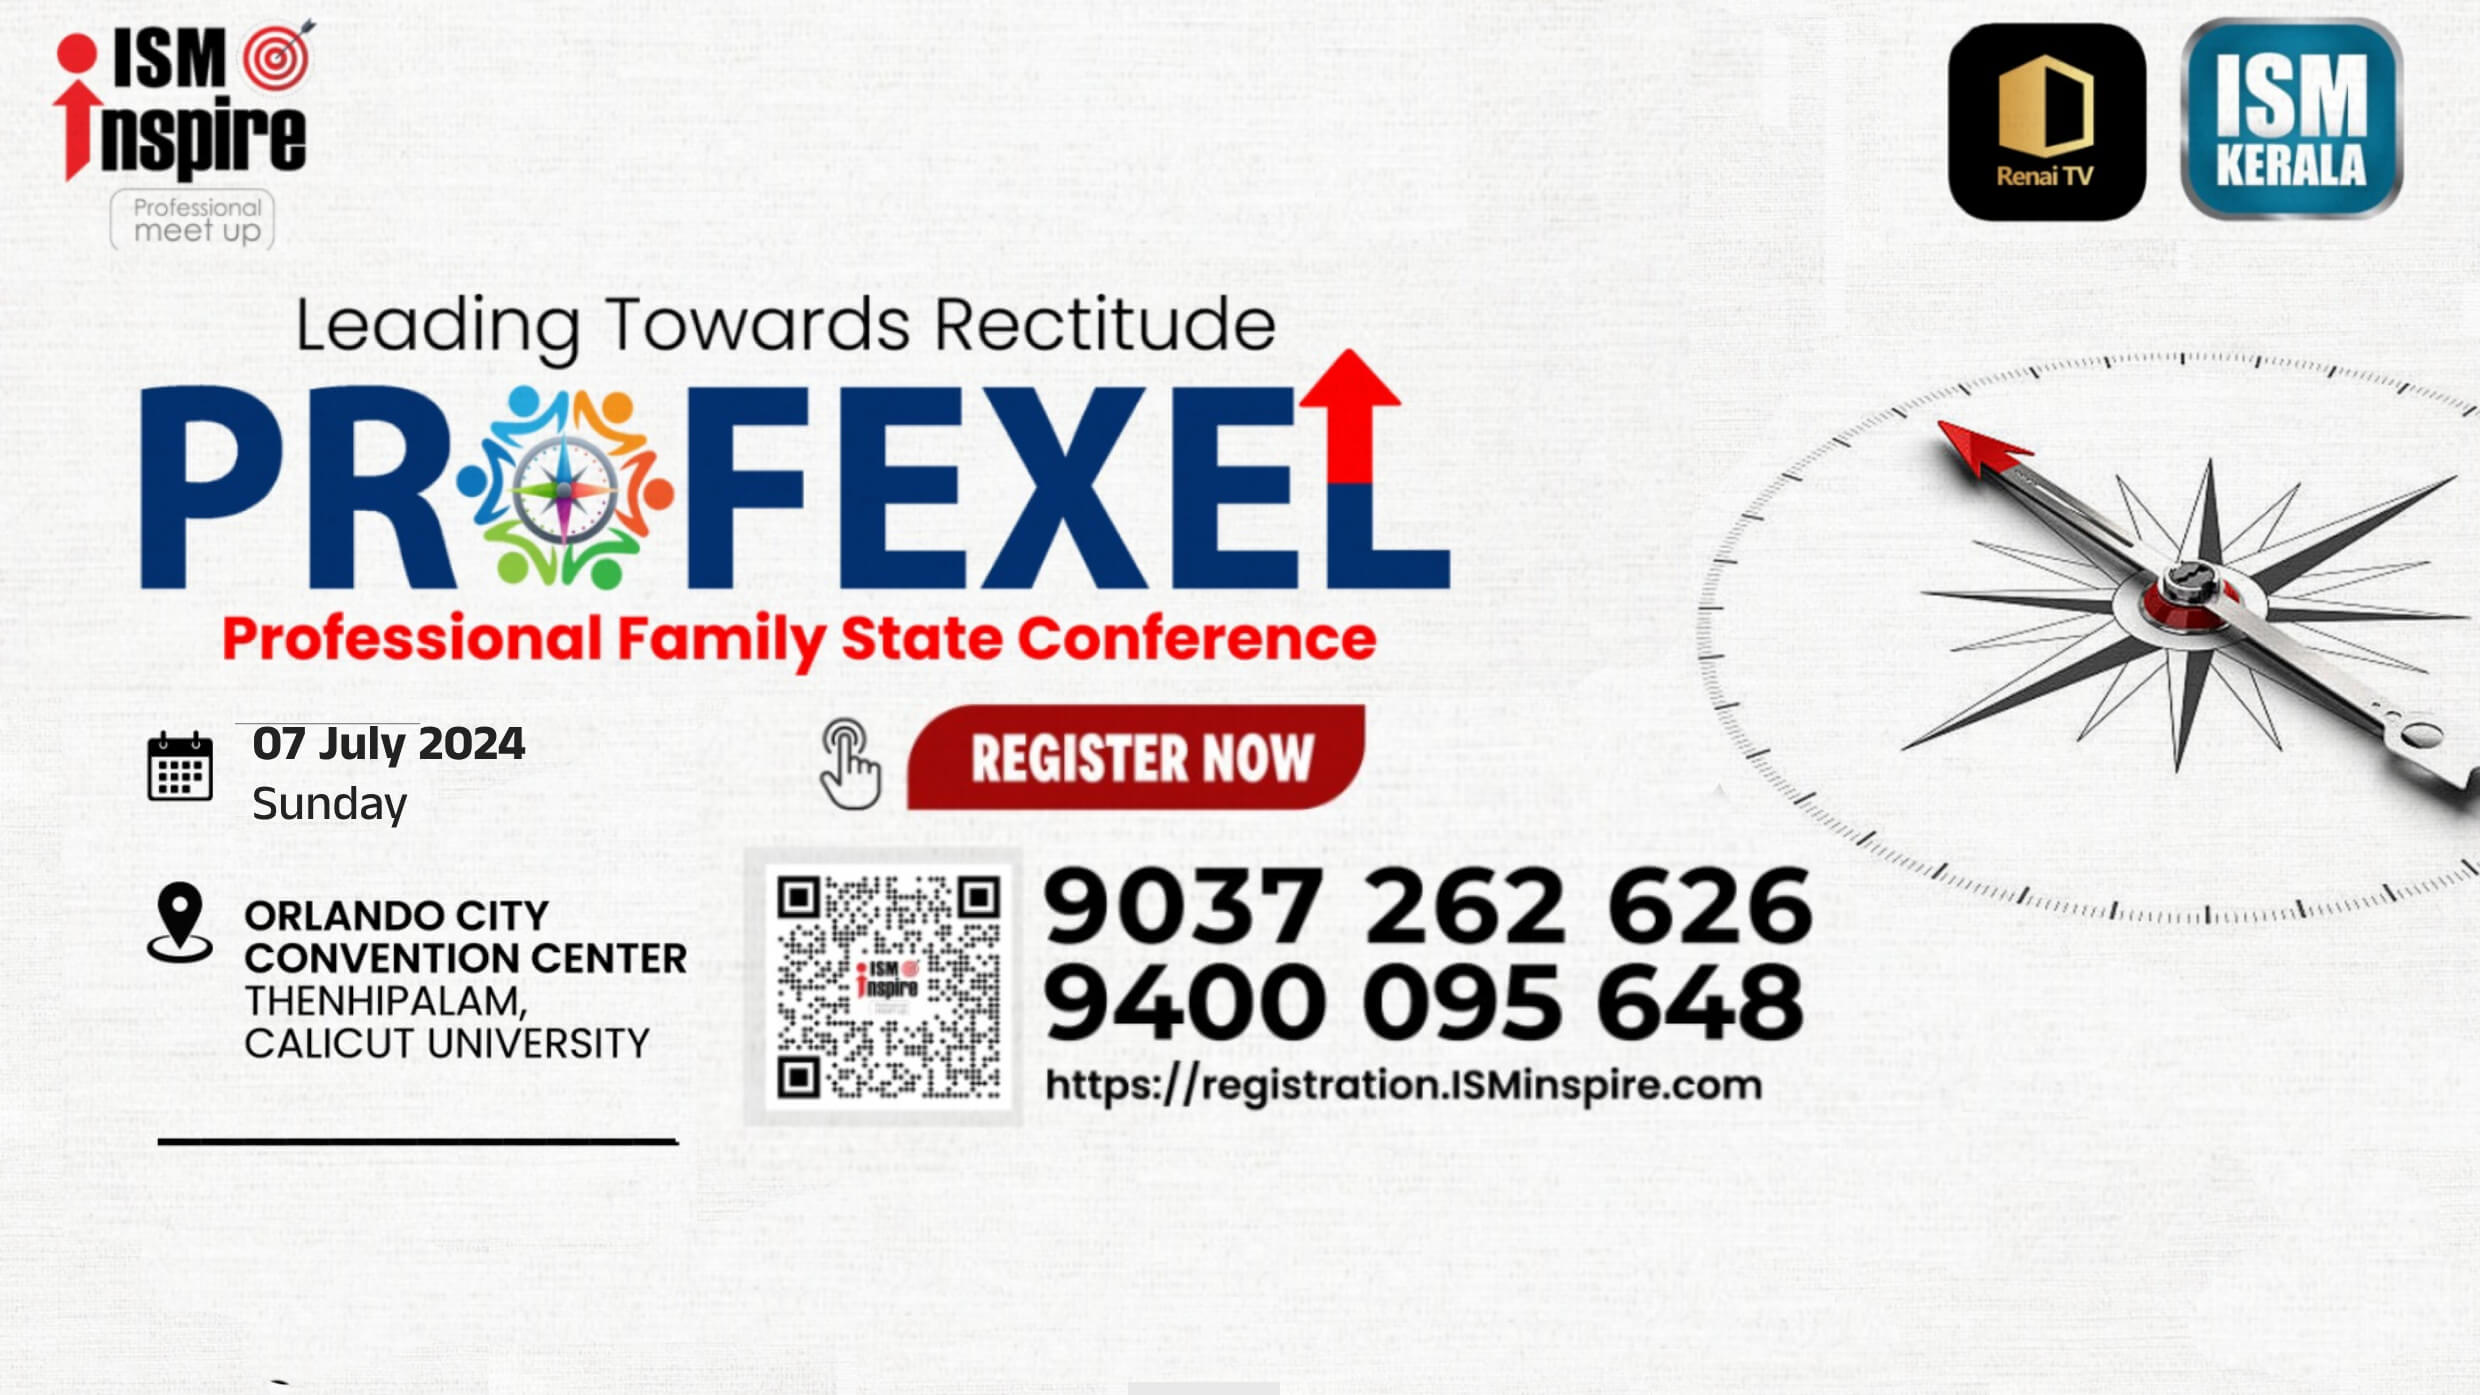 ISM
inspire
Professional
meet up
Renai TV
ISM
KERALA
Leading Towards Rectitude
PROFEXEL
Professional Family State Conference
07 July 2024
Sunday
REGISTER NOW
ORLANDO CITY
CONVENTION CENTER
THENHIPALAM,
CALICUT UNIVERSITY
ISM
inspire
9037 262 626
9400 095 648
https://registration.ISMinspire.com